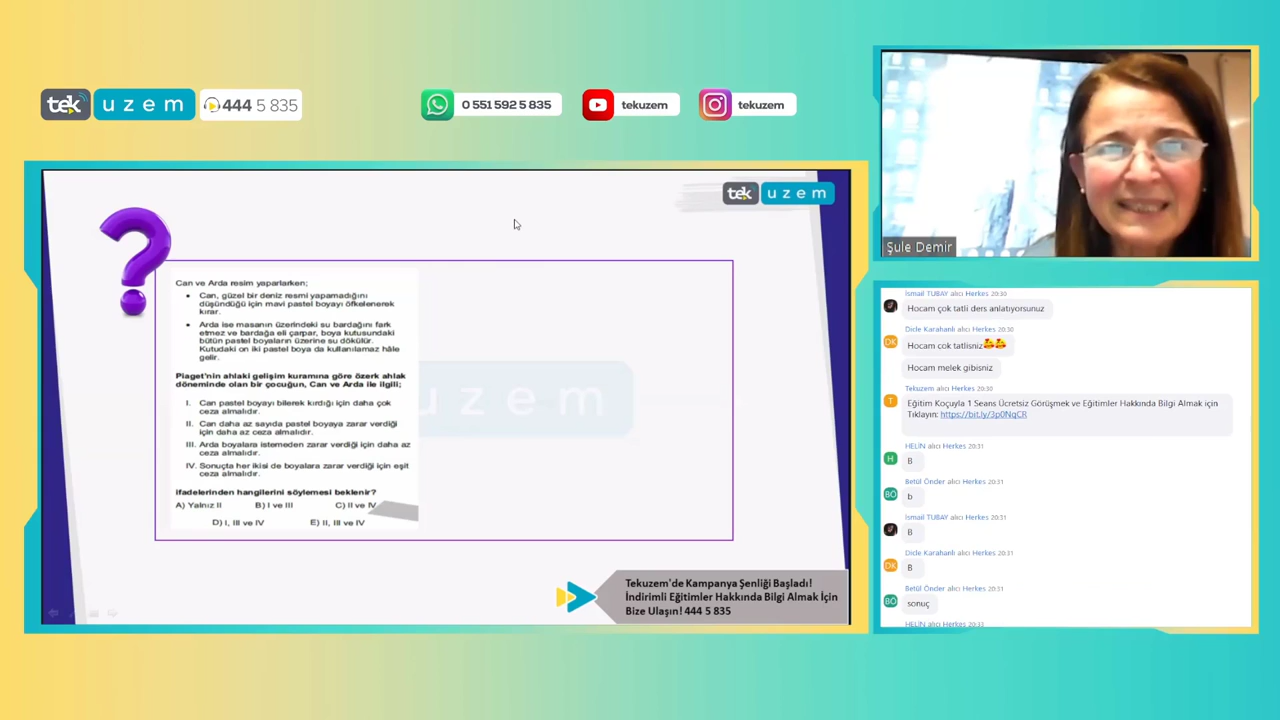 tek uzem 444 5 835
0 551 592 5 835
tekuzem
tekuzem
tek uzem
Can ve Arda resim yaparlarken;
• Can, güzel bir deniz resmi yapamadığını
düşündüğü için mavi pastel boyayı öfkelenerek
kırar.
• Arda ise masanın üzerindeki su bardağını fark
etmez ve bardağa eli çarpar, boya kutusundaki
bütün pastel boyaların üzerine su dökülür.
Kutudaki on iki pastel boya da kullanılamaz hâle
gelir.
Piaget'nin ahlaki gelişim kuramına göre özerk ahlak
döneminde olan bir çocuğun, Can ve Arda ile ilgili;
I. Can pastel boyayı bilerek kırdığı için daha çok
ceza almalıdır.
II. Can daha az sayıda pastel boyaya zarar verdiği
için daha az ceza almalıdır.
III. Arda boyalara istemeden zarar verdiği için daha az
ceza almalıdır.
IV. Sonuçta her ikisi de boyalara zarar verdiği için eşit
ceza almalıdır.
ifadelerinden hangilerini söylemesi beklenir?
A) Yalnız II B) I ve III C) II ve IV
D) I, III ve IV E) II, III ve IV
uzem
Tekuzem'de Kampanya Şenliği Başladı!
İndirimli Eğitimler Hakkında Bilgi Almak İçin
Bize Ulaşın! 444 5 835
Şule Demir
İsmail TUBAY alıcı Herkes 20:30
Hocam çok tatli ders anlatıyorsunuz
Dicle Karahanlı alıcı Herkes 20:30
DK
Hocam cok tatlisniz
Hocam melek gibisniz
Tekuzem alıcı Herkes 20:30
T
Eğitim Koçuyla 1 Seans Ücretsiz Görüşmek ve Eğitimler Hakkında Bilgi Almak için
Tıklayın: https://bit.ly/3p0NqCR
HELİN alıcı Herkes 20:31
H
B
Betül Önder alıcı Herkes 20:31
BÖ
b
İsmail TUBAY alıcı Herkes 20:31
B
Dicle Karahanlı alıcı Herkes 20:31
DK
B
Betül Önder alıcı Herkes 20:31
BÖ
sonuç
HELİN alıcı Herkes 20:33